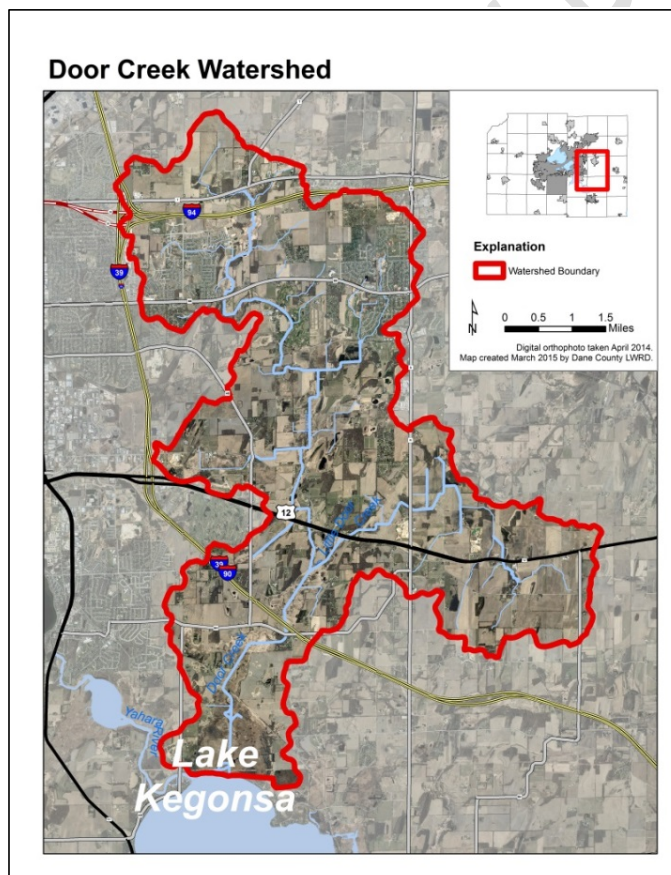 Door Creek Watershed
Explanation
Watershed Boundary
N
0 0.5 1 1.5
Miles
Digital orthophoto taken April 2014.
Map created March 2015 by Dane County LWRD.
94
39
12
39
90
Creek
Door Creek
Yahara River
Lake
Kegonsa